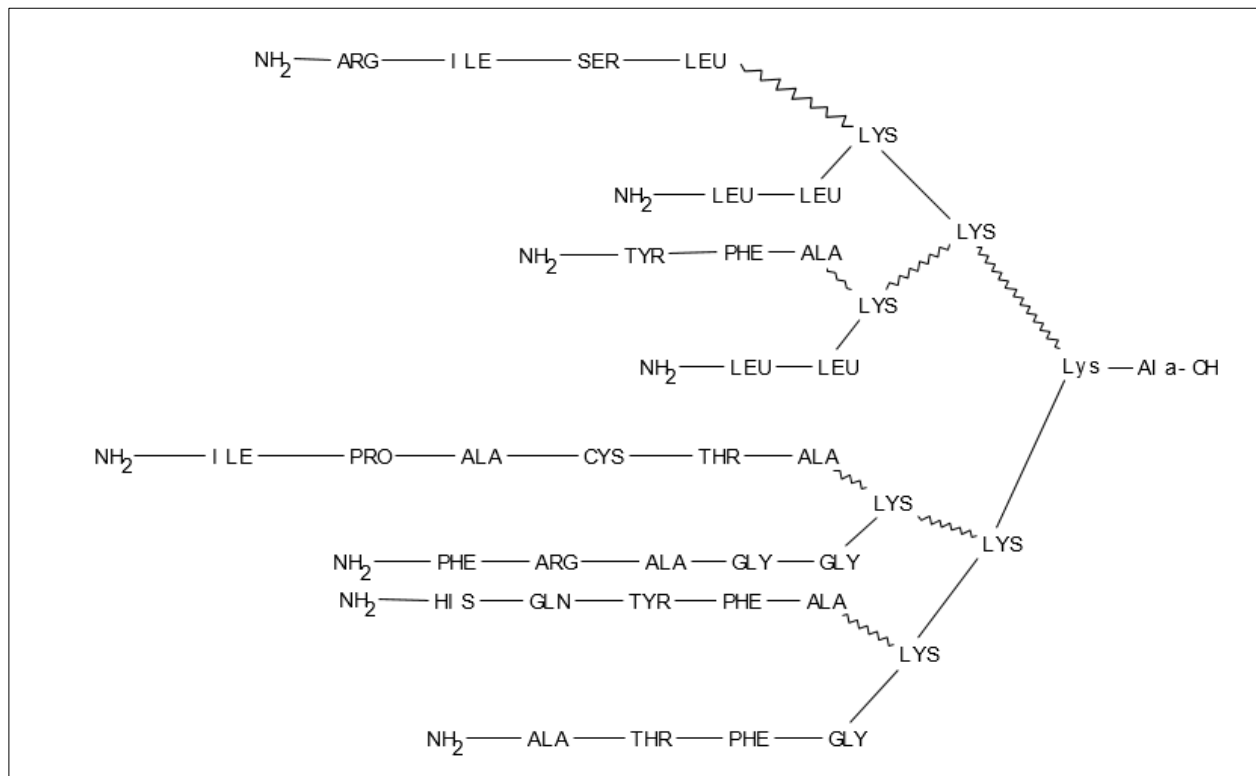 NH2 ARG ILE SER LEU
LYS
NH2 LEU LEU
LYS
NH2 TYR PHE ALA
LYS
NH2 LEU LEU
Lys Ala-OH
NH2 ILE PRO ALA CYS THR ALA
LYS
LYS
NH2 PHE ARG ALA GLY GLY
NH2 HIS GLN TYR PHE ALA
LYS
NH2 ALA THR PHE GLY